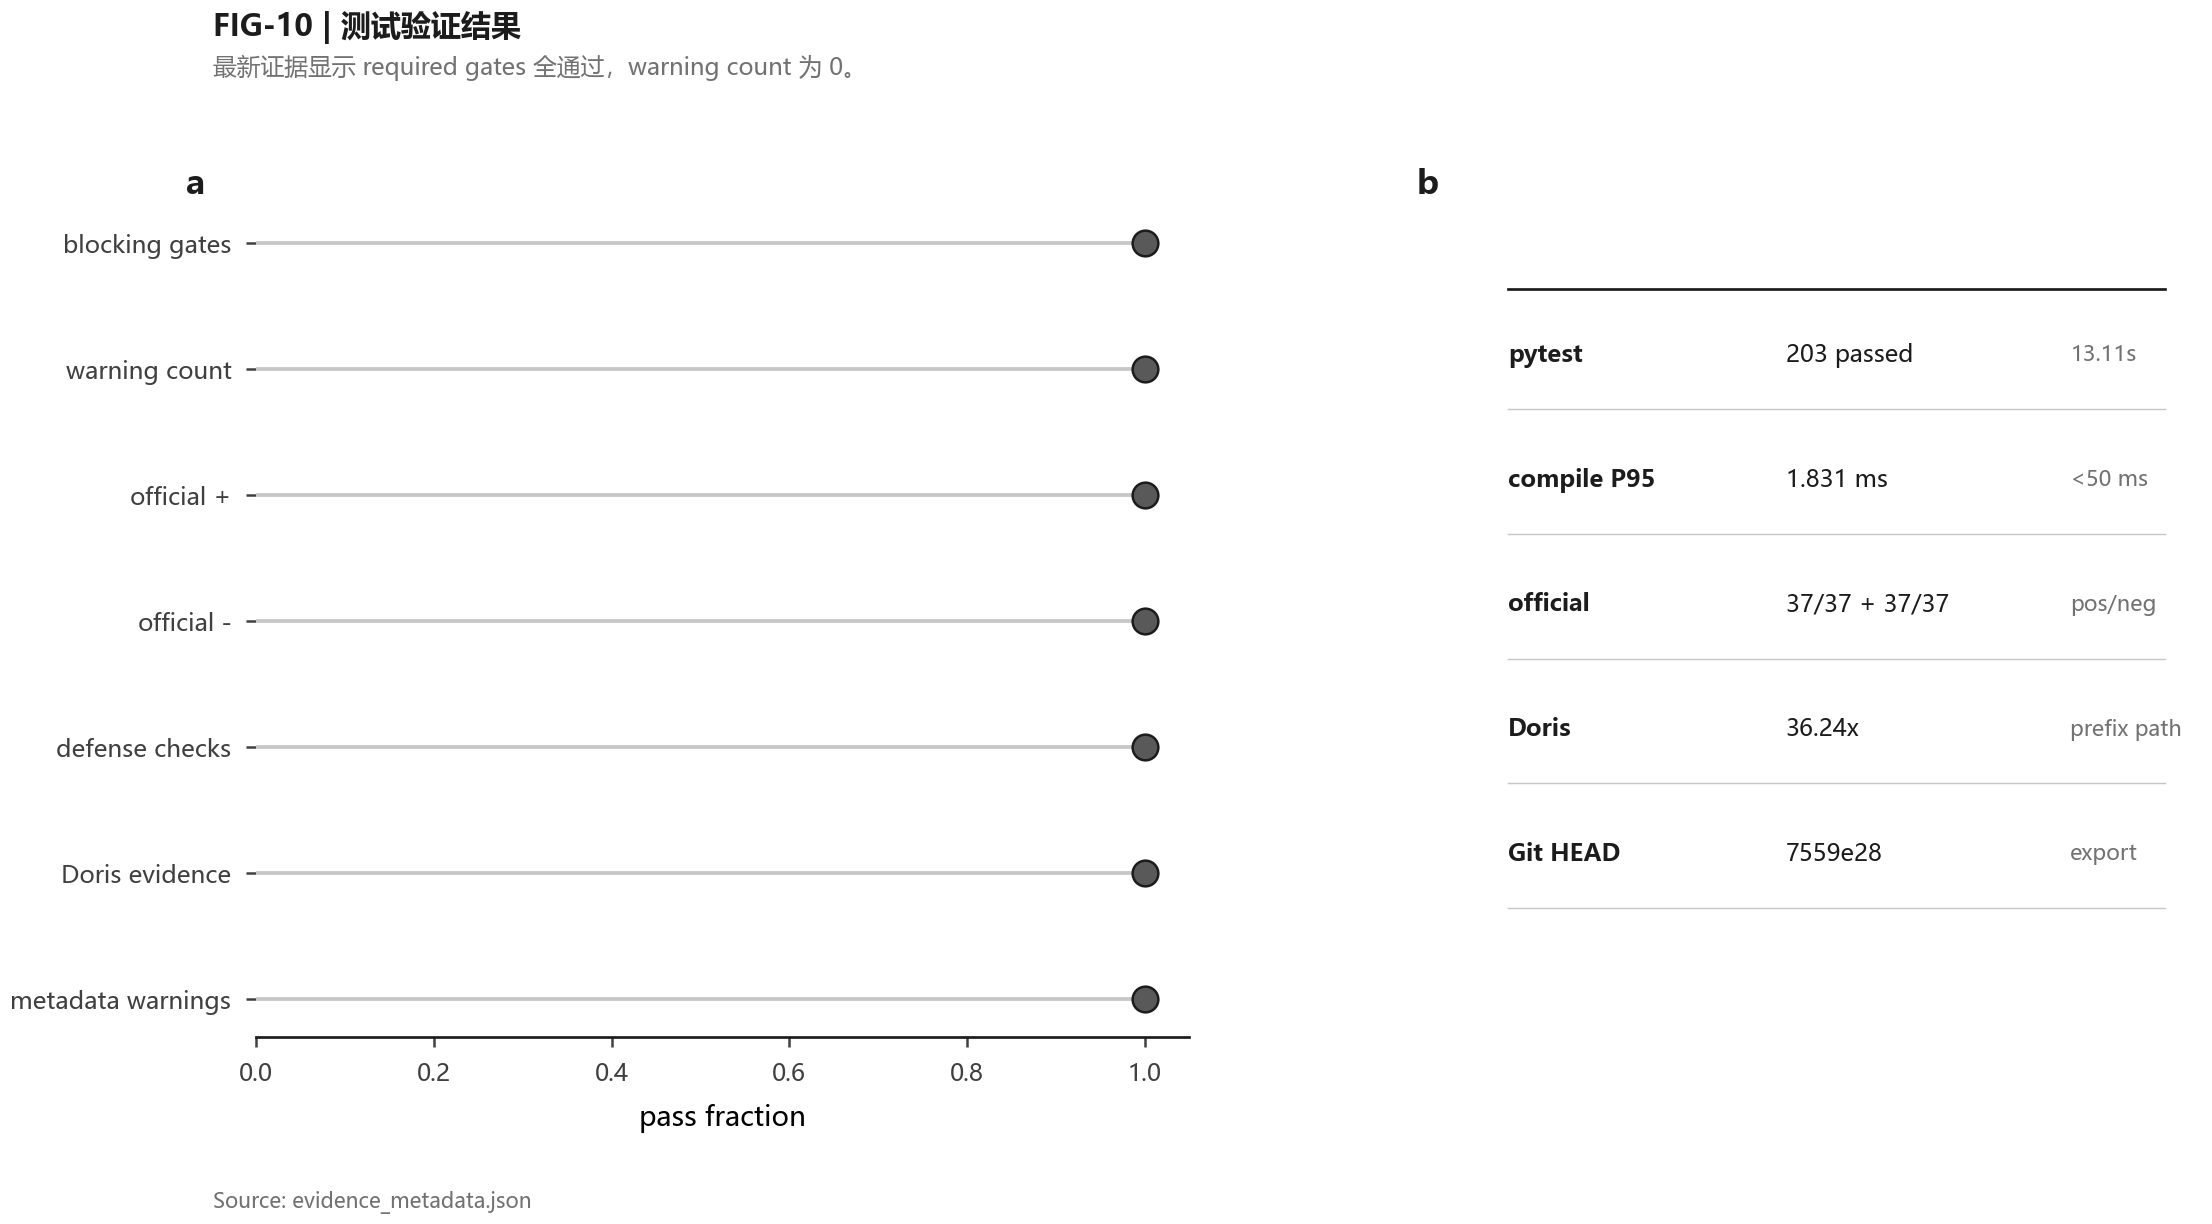 FIG-10 | 测试验证结果
最新证据显示 required gates 全通过，warning count 为 0。
a
blocking gates
warning count
official +
official -
defense checks
Doris evidence
metadata warnings
0.0 0.2 0.4 0.6 0.8 1.0
pass fraction
b
pytest 203 passed 13.11s
compile P95 1.831 ms <50 ms
official 37/37 + 37/37 pos/neg
Doris 36.24x prefix path
Git HEAD 7559e28 export
Source: evidence_metadata.json